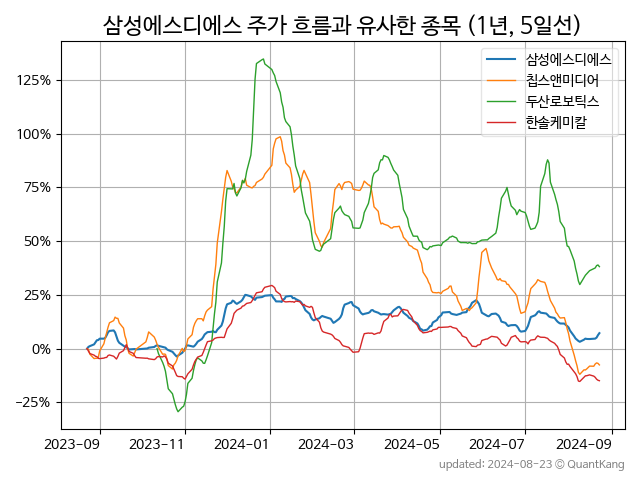 삼성에스디에스 주가 흐름과 유사한 종목 (1년, 5일선)
삼성에스디에스
칩스앤미디어
두산로보틱스
한솔케미칼
125%
100%
75%
50%
25%
0%
−25%
2023-09 2023-11 2024-01 2024-03 2024-05 2024-07 2024-09
updated: 2024-08-23 © QuantKang